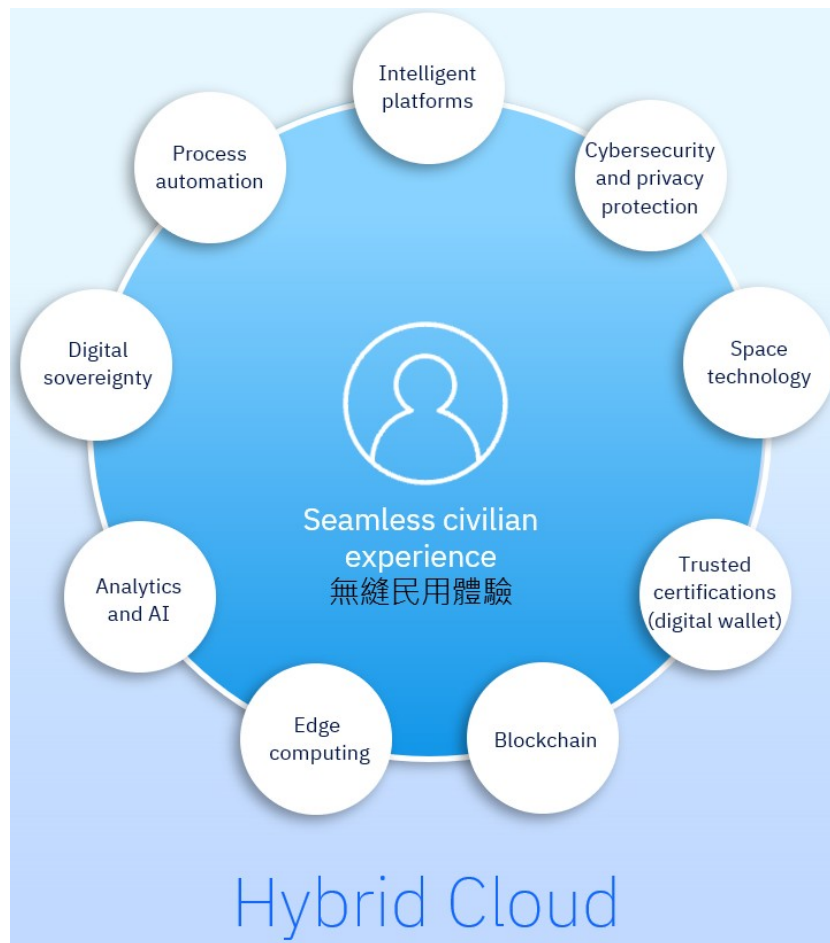 Intelligent
platforms
Cybersecurity
and privacy
protection
Space
technology
Trusted
certifications
(digital wallet)
Blockchain
Edge
computing
Analytics
and AI
Digital
sovereignty
Process
automation
Seamless civilian
experience
無縫民用體驗
Hybrid Cloud